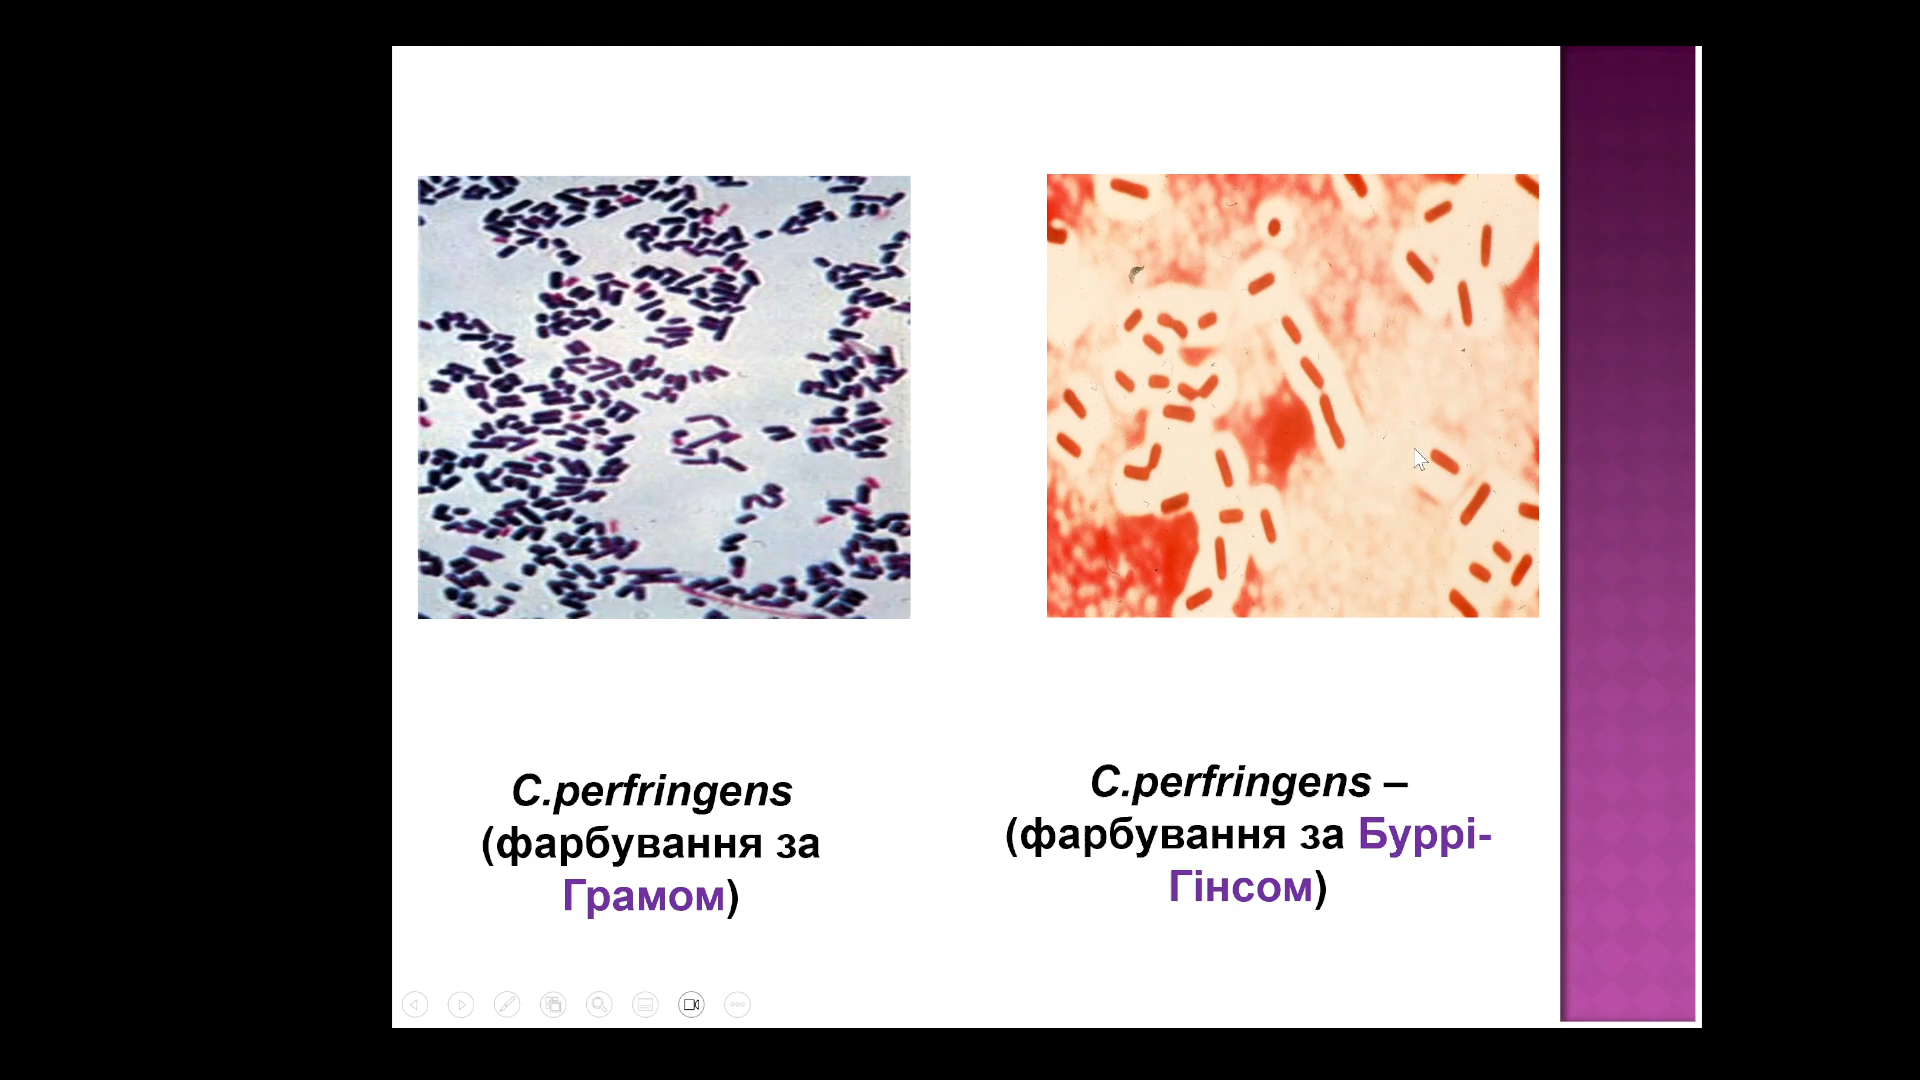 C.perfringens
(фарбування за
Грамом)
C.perfringens –
(фарбування за Буррі-
Гінсом)